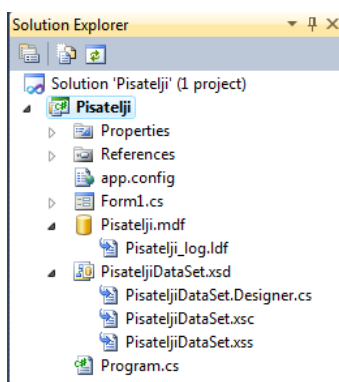 Solution Explorer
Solution 'Pisatelji' (1 project)
Pisatelji
Properties
References
app.config
Form1.cs
Pisatelji.mdf
Pisatelji_log.ldf
PisateljiDataSet.xsd
PisateljiDataSet.Designer.cs
PisateljiDataSet.xsc
PisateljiDataSet.xss
Program.cs